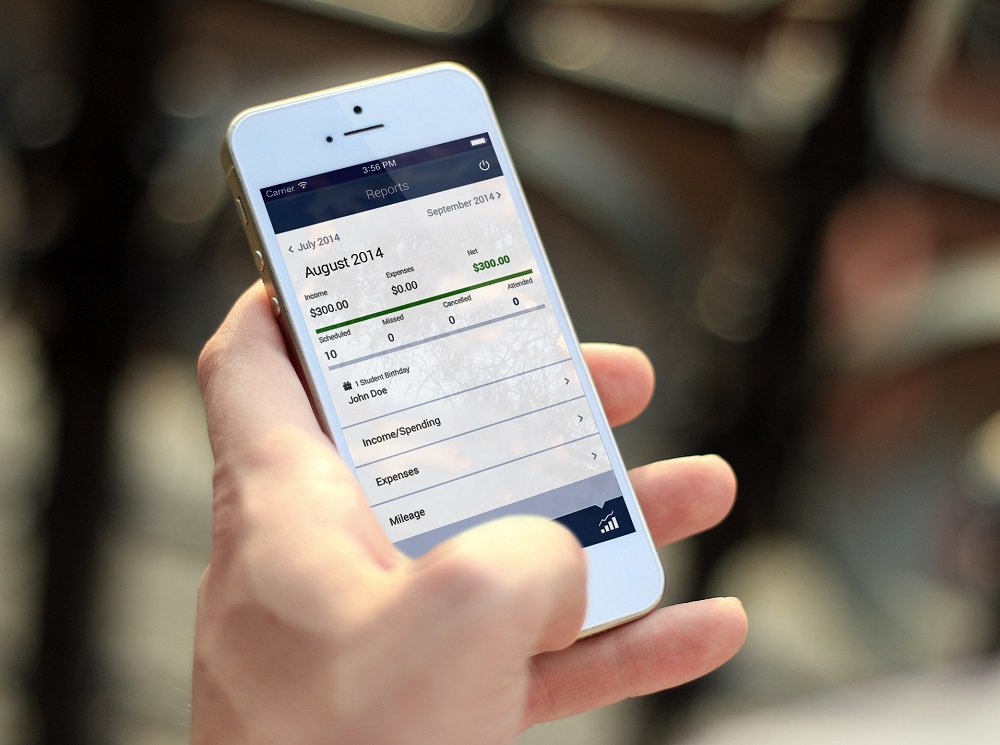 Carrier 3:56 PM
Reports
July 2014 September 2014
August 2014
Income Expenses Net
$300.00 $0.00 $300.00
Scheduled Missed Cancelled Attended
10 0 0 0
1 Student Birthday
John Doe
Income/Spending
Expenses
Mileage